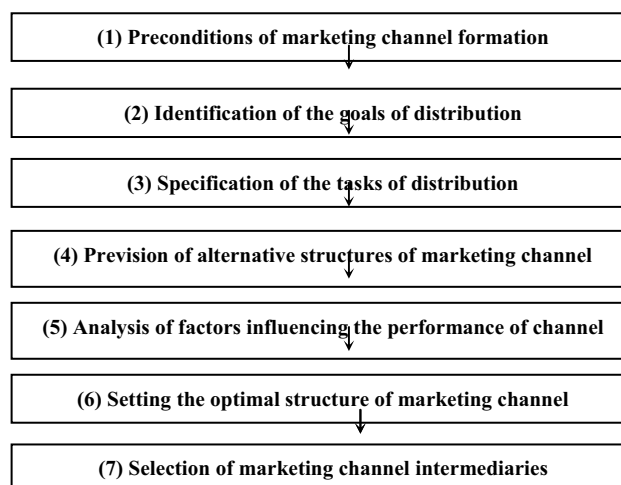 (1) Preconditions of marketing channel formation
(2) Identification of the goals of distribution
(3) Specification of the tasks of distribution
(4) Prevision of alternative structures of marketing channel
(5) Analysis of factors influencing the performance of channel
(6) Setting the optimal structure of marketing channel
(7) Selection of marketing channel intermediaries